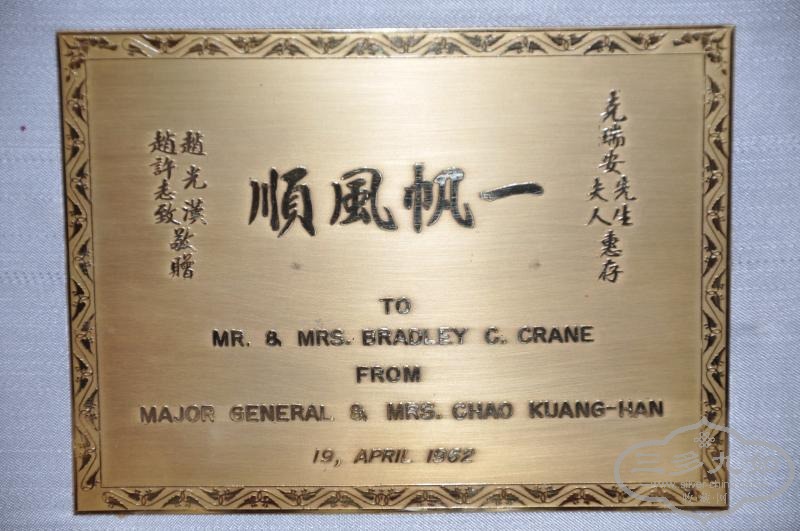 克瑞安先生
夫人惠存
一帆風順
趙光漢
趙許志致敬贈
TO
MR. & MRS. BRADLEY C. CRANE
FROM
MAJOR GENERAL & MRS. CHAO KUANG-HAN
19, APRIL 1962